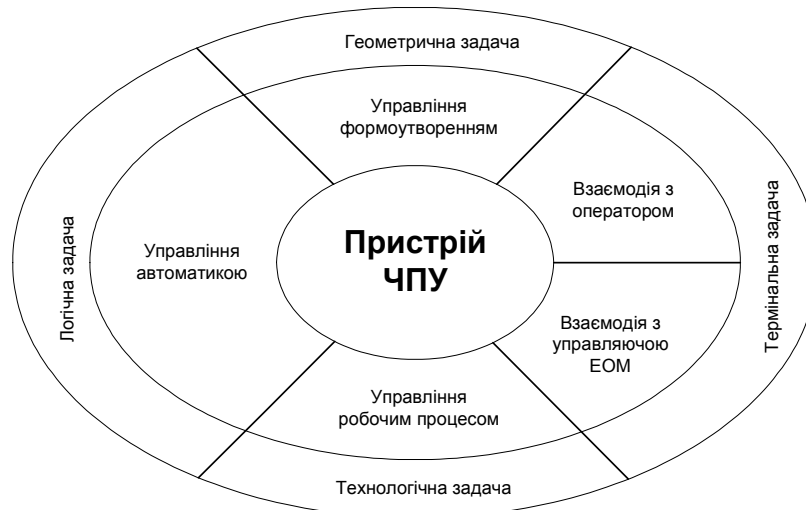 Геометрична задача
Управління
формоутворенням
Взаємодія з
оператором
Пристрій
ЧПУ
Управління
автоматикою
Логічна задача
Термінальна задача
Взаємодія з
управляючою
ЕОМ
Управління
робочим процесом
Технологічна задача